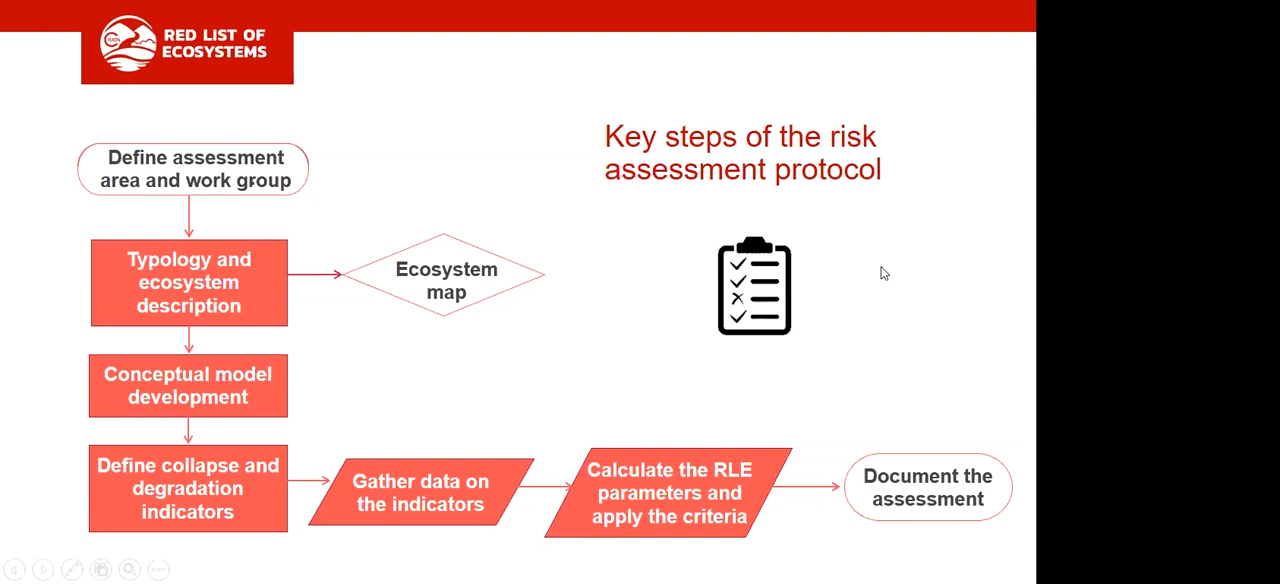 RED LIST OF
ECOSYSTEMS
Key steps of the risk
assessment protocol
Define assessment
area and work group
Typology and
ecosystem
description
Ecosystem
map
Conceptual model
development
Define collapse and
degradation
indicators
Gather data on
the indicators
Calculate the RLE
parameters and
apply the criteria
Document the
assessment